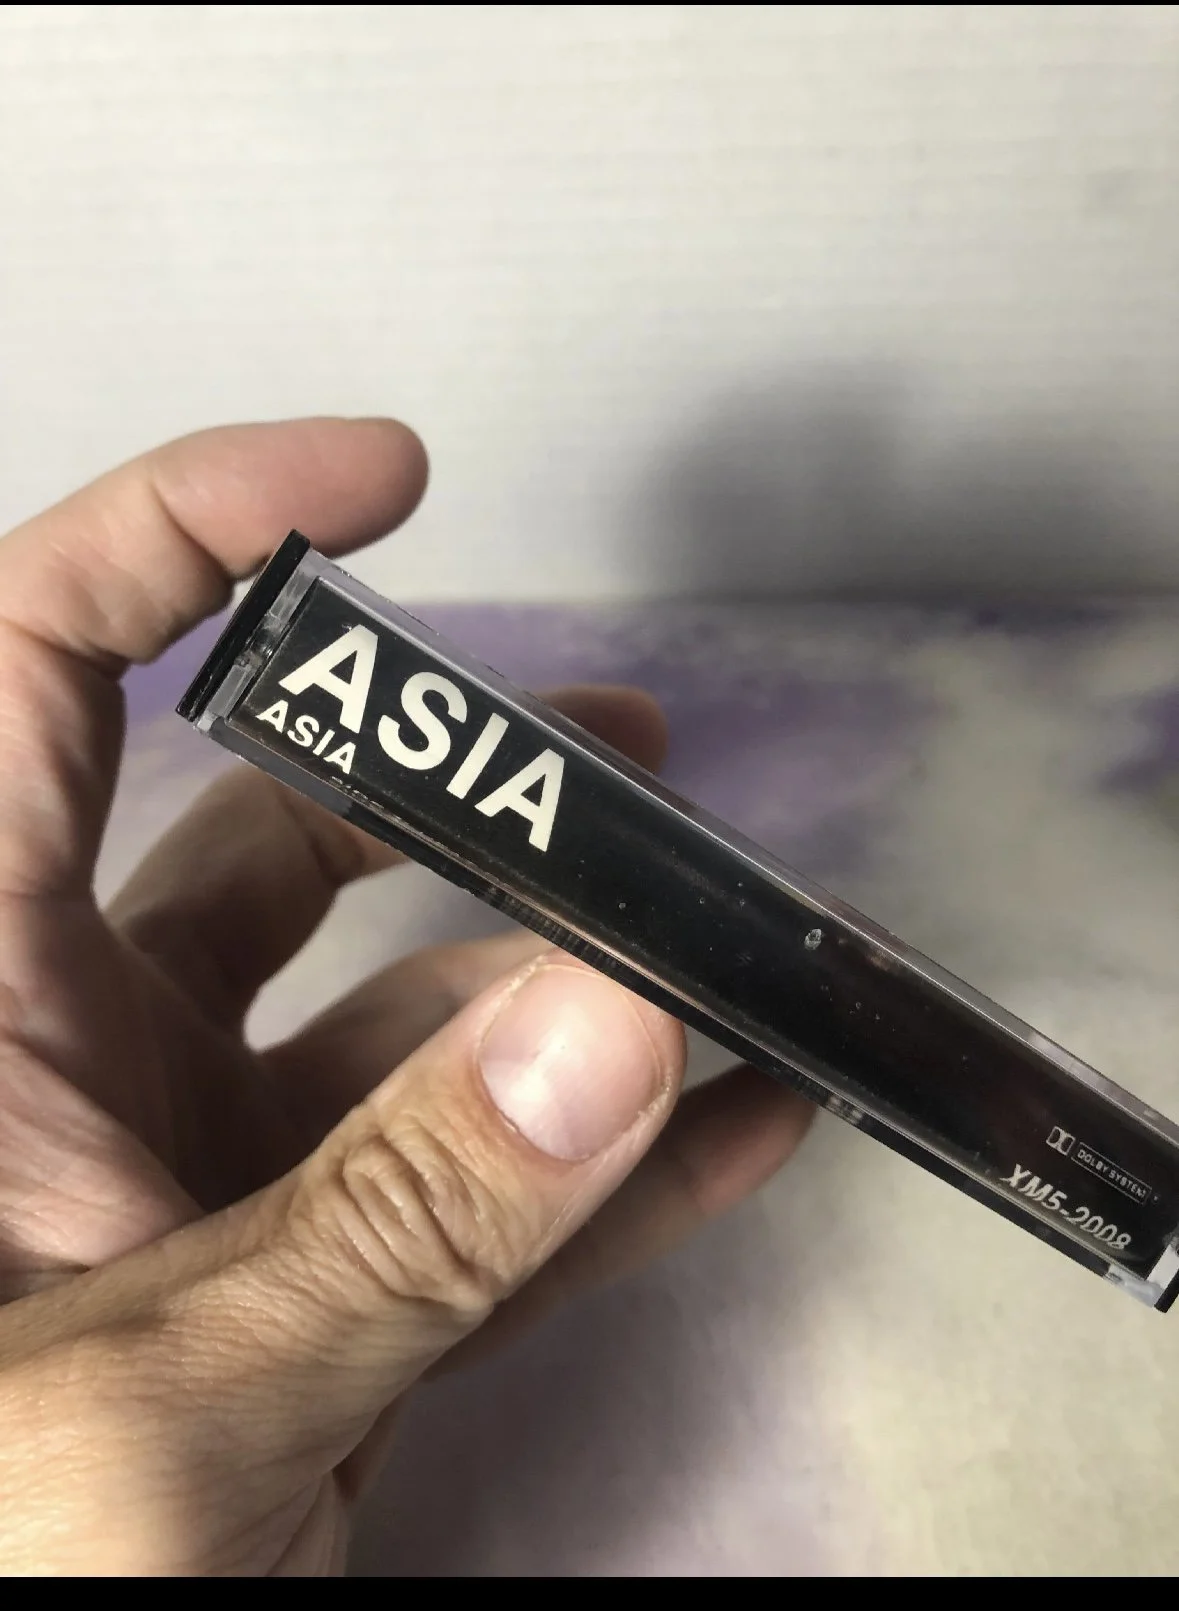 ASIA
ASIA
DOLBY SYSTEM
XM5-2008